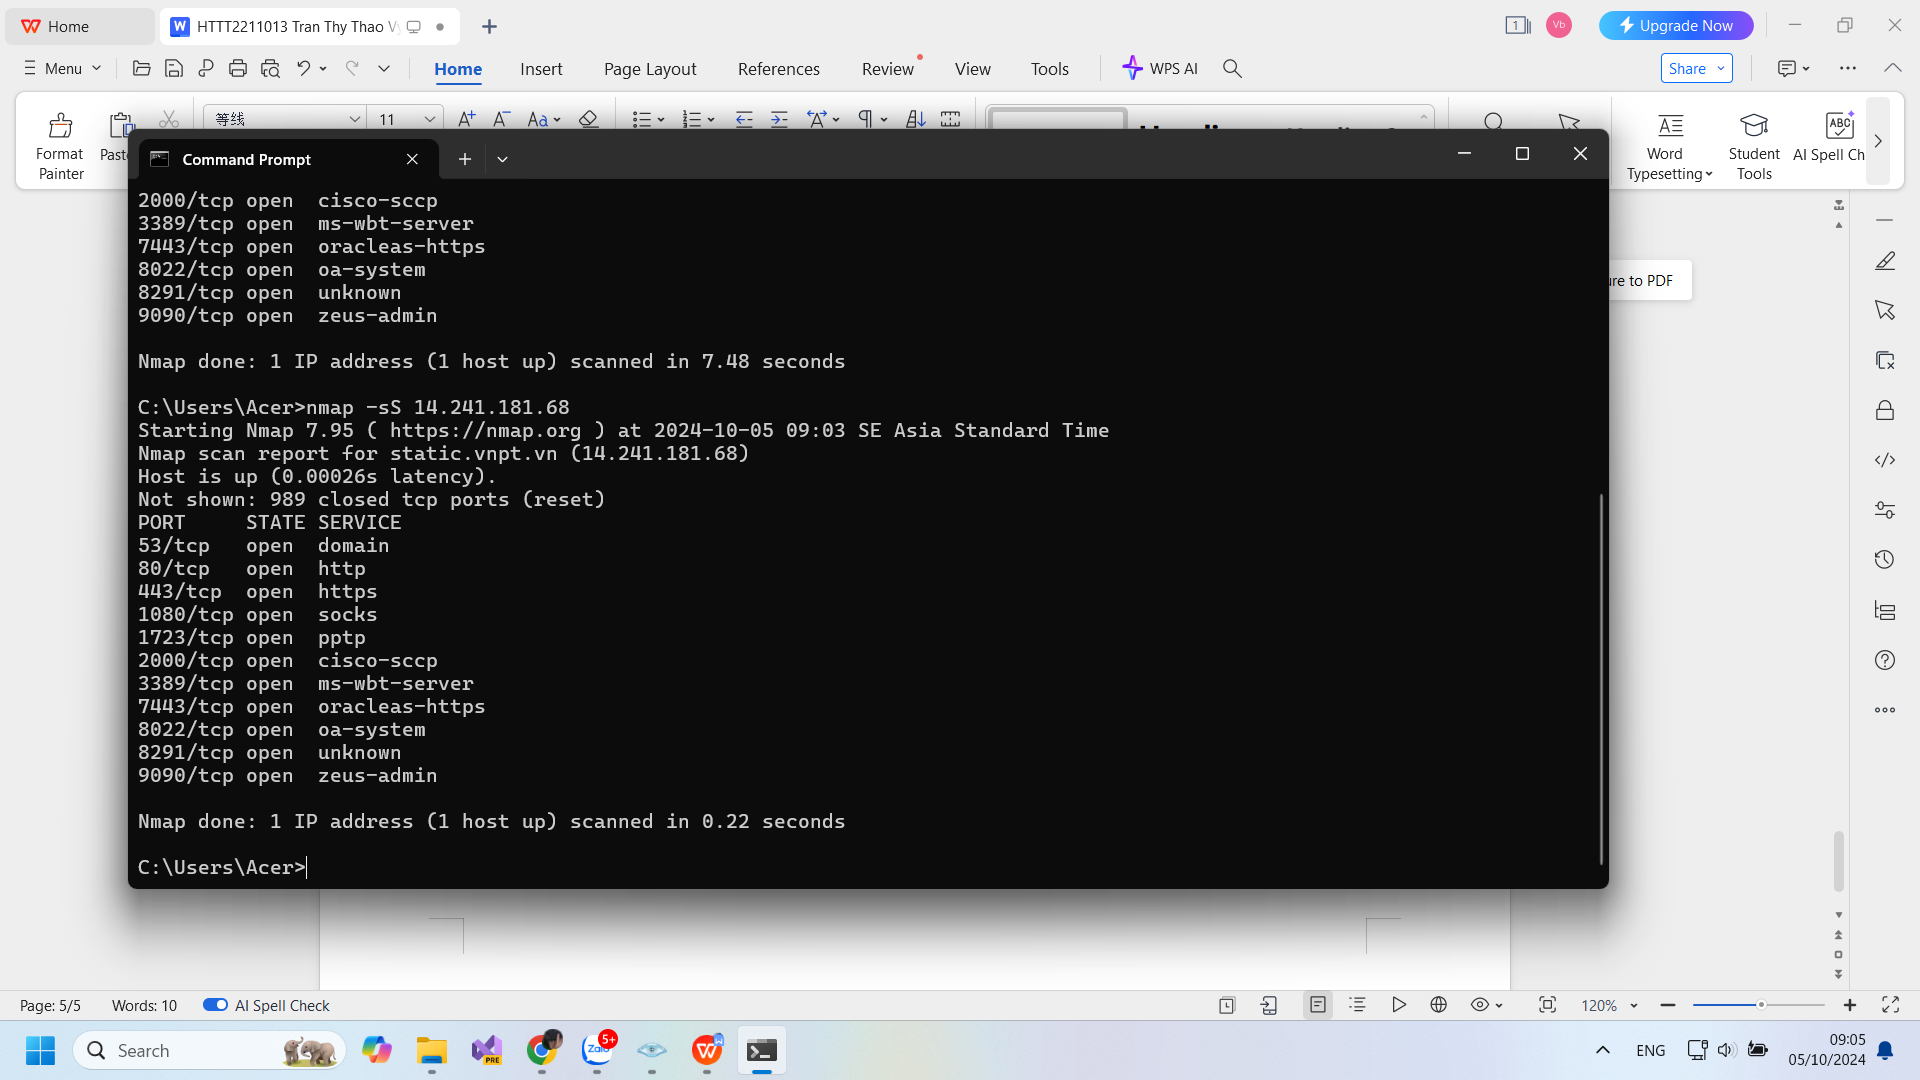 Home
HTTT2211013 Tran Thy Thao Vy
1
Vb
Upgrade Now
Menu
Home
Insert
Page Layout
References
Review
View
Tools
WPS AI
Share
等线
11
Format
Painter
Paste
Word
Typesetting
Student
Tools
AI Spell Ch
ure to PDF
Command Prompt
2000/tcp open  cisco-sccp
3389/tcp open  ms-wbt-server
7443/tcp open  oracleas-https
8022/tcp open  oa-system
8291/tcp open  unknown
9090/tcp open  zeus-admin
Nmap done: 1 IP address (1 host up) scanned in 7.48 seconds
C:\Users\Acer>nmap -sS 14.241.181.68
Starting Nmap 7.95 ( https://nmap.org ) at 2024-10-05 09:03 SE Asia Standard Time
Nmap scan report for static.vnpt.vn (14.241.181.68)
Host is up (0.00026s latency).
Not shown: 989 closed tcp ports (reset)
PORT     STATE SERVICE
53/tcp   open  domain
80/tcp   open  http
443/tcp  open  https
1080/tcp open  socks
1723/tcp open  pptp
2000/tcp open  cisco-sccp
3389/tcp open  ms-wbt-server
7443/tcp open  oracleas-https
8022/tcp open  oa-system
8291/tcp open  unknown
9090/tcp open  zeus-admin
Nmap done: 1 IP address (1 host up) scanned in 0.22 seconds
C:\Users\Acer>
Page: 5/5
Words: 10
AI Spell Check
120%
Search
PRE
Zalo
5+
ENG
09:05
05/10/2024